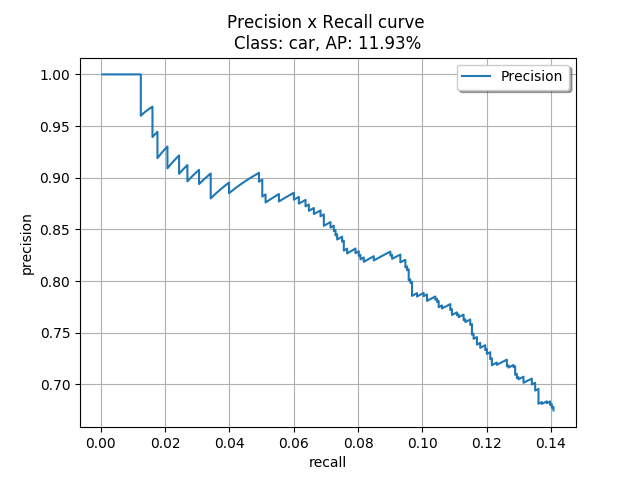 Precision x Recall curve
Class: car, AP: 11.93%
Precision
1.00
0.95
0.90
0.85
0.80
0.75
0.70
precision
0.00 0.02 0.04 0.06 0.08 0.10 0.12 0.14
recall